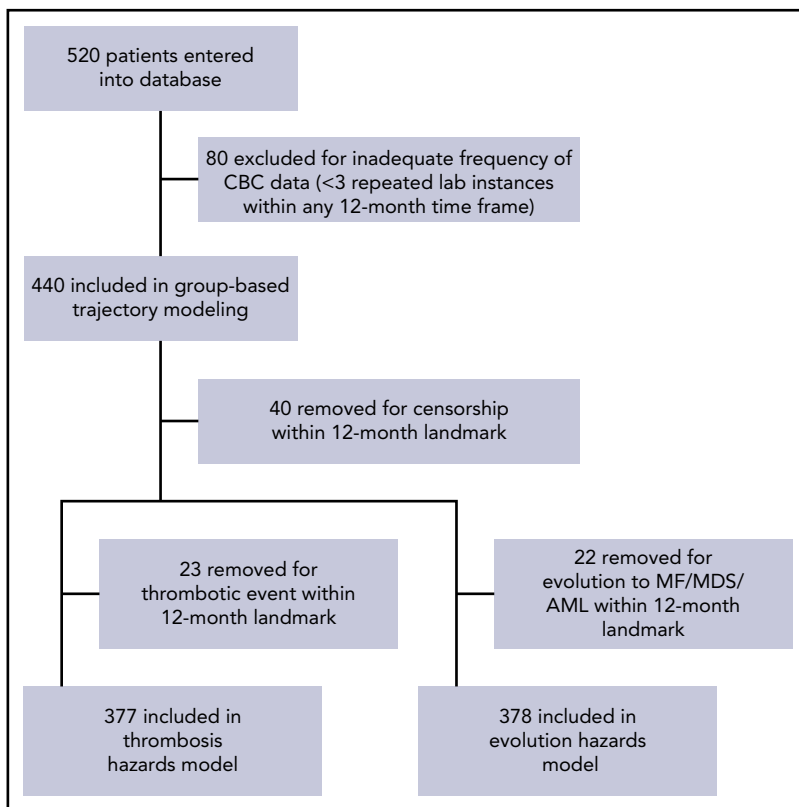 520 patients entered
into database
80 excluded for inadequate frequency of
CBC data (<3 repeated lab instances
within any 12-month time frame)
440 included in group-based
trajectory modeling
40 removed for censorship
within 12-month landmark
23 removed for
thrombotic event within
12-month landmark
22 removed for
evolution to MF/MDS/
AML within 12-month
landmark
377 included in
thrombosis
hazards model
378 included in
evolution hazards
model